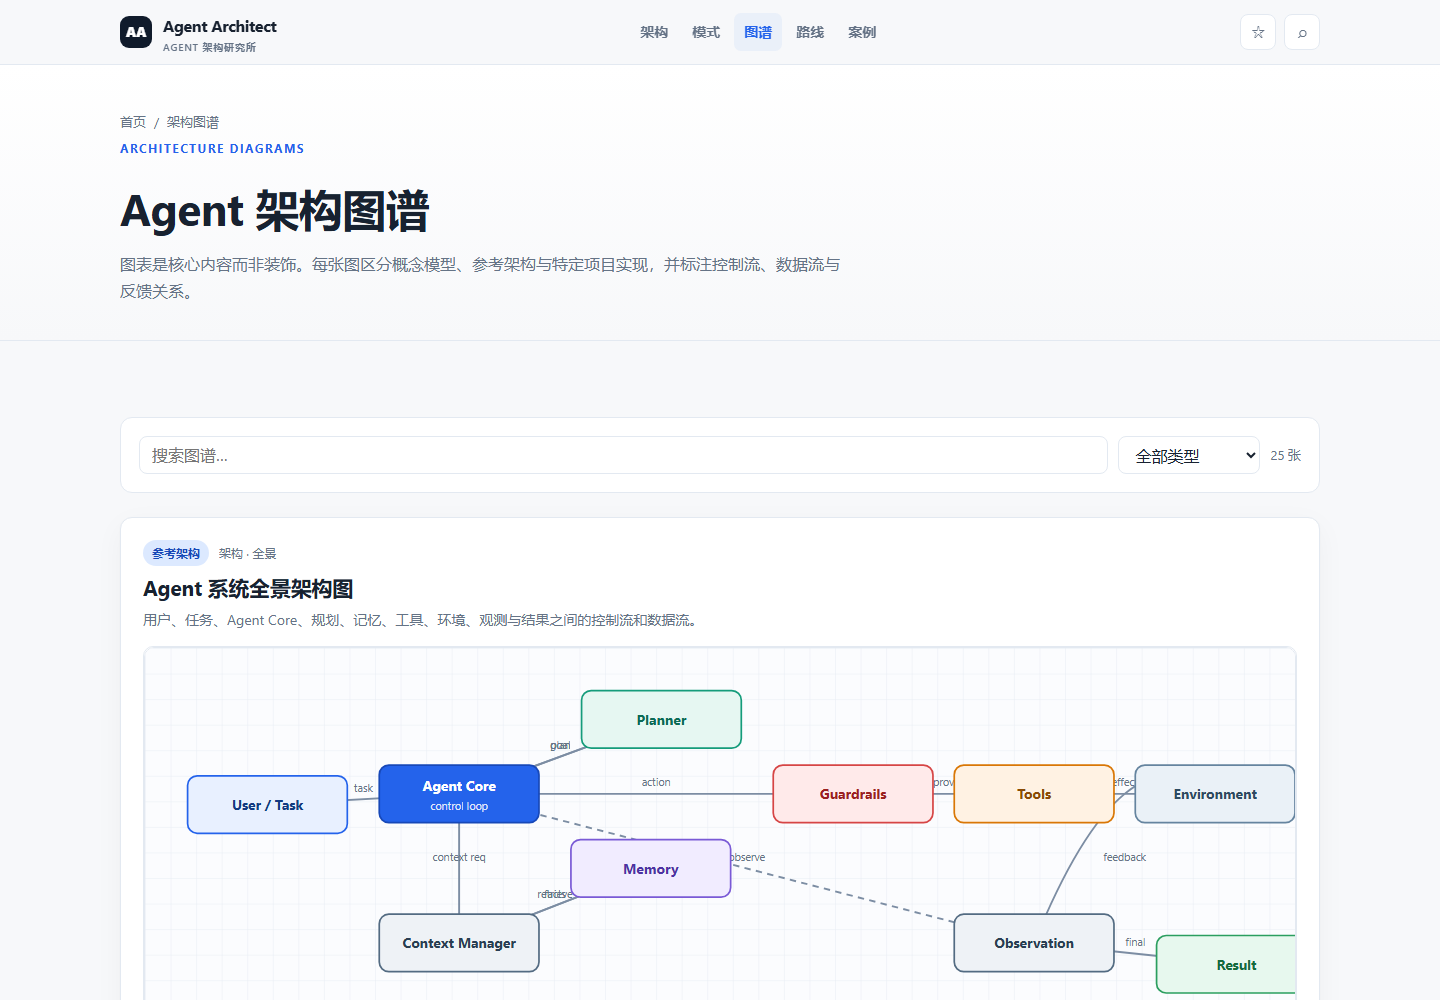 AA
Agent Architect
AGENT 架构研究所
架构
模式
图谱
路线
案例
☆
⌕
首页 / 架构图谱
ARCHITECTURE DIAGRAMS
Agent 架构图谱
图表是核心内容而非装饰。每张图区分概念模型、参考架构与特定项目实现，并标注控制流、数据流与
反馈关系。
搜索图谱...
全部类型
25 张
参考架构
架构 · 全景
Agent 系统全景架构图
用户、任务、Agent Core、规划、记忆、工具、环境、观测与结果之间的控制流和数据流。
Planner
User / Task
task
Agent Core
control loop
action
Guardrails
Tools
Environment
context req
Memory
observe
feedback
Context Manager
Observation
final
Result